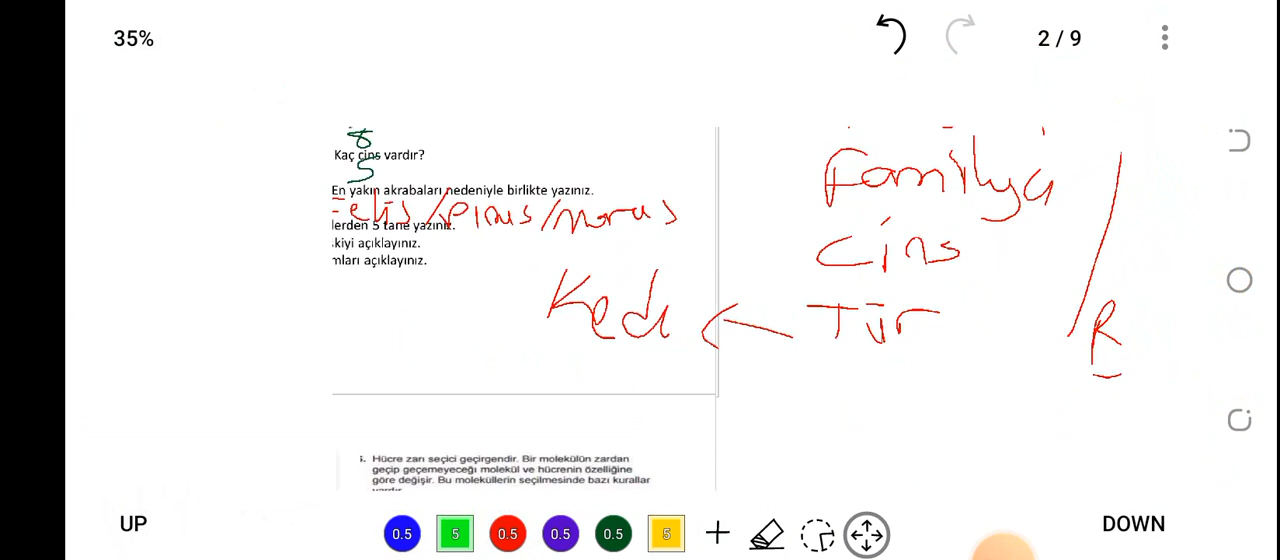 35%
2 / 9
8
Kaç cins vardır?
5
En yakın akrabaları nedeniyle birlikte yazınız.
Felis / Pinus / Morus
lerden 5 tane yazınız.
kiyi açıklayınız.
mları açıklayınız.
Familya
Cins
Tür
Kedi
R
Hücre zarı seçici geçirgendir. Bir molekülün zardan
geçip geçemeyeceği molekül ve hücrenin özelliğine
göre değişir. Bu moleküllerin seçilmesinde bazı kurallar
vardır
UP
0.5
5
0.5
0.5
0.5
5
DOWN